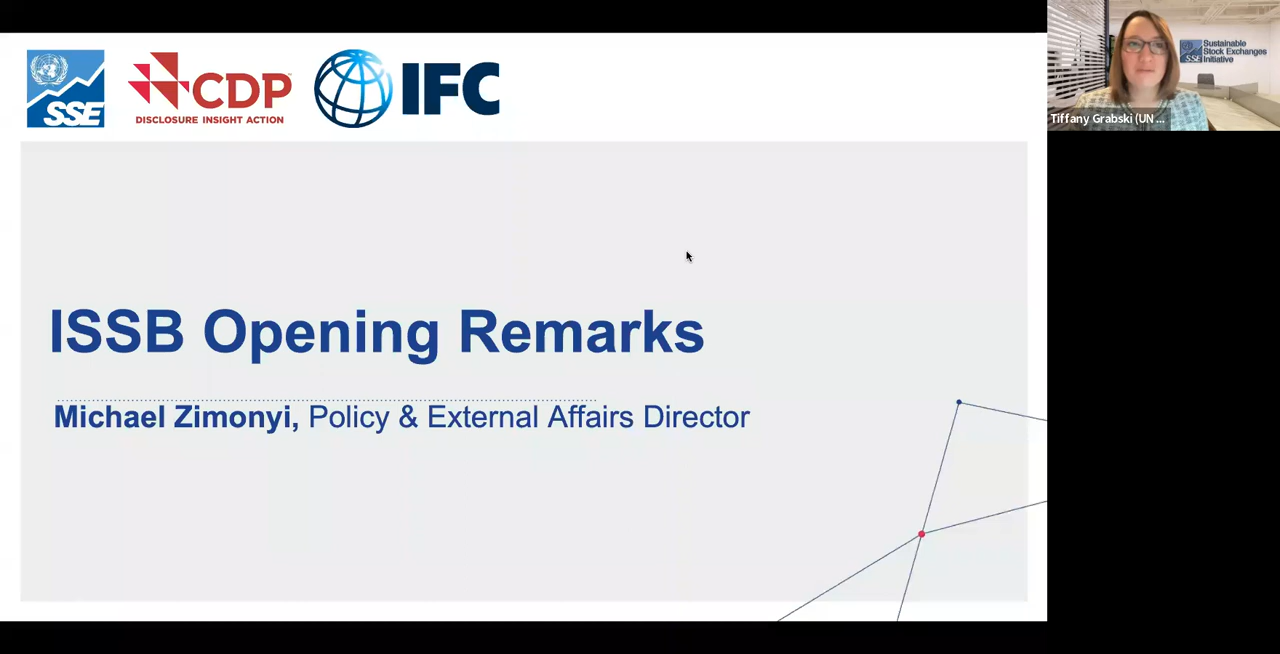 SSE
CDP
DISCLOSURE INSIGHT ACTION
IFC
Sustainable
Stock Exchanges
Initiative
SSE
Tiffany Grabski (UN ...
ISSB Opening Remarks
Michael Zimonyi, Policy & External Affairs Director